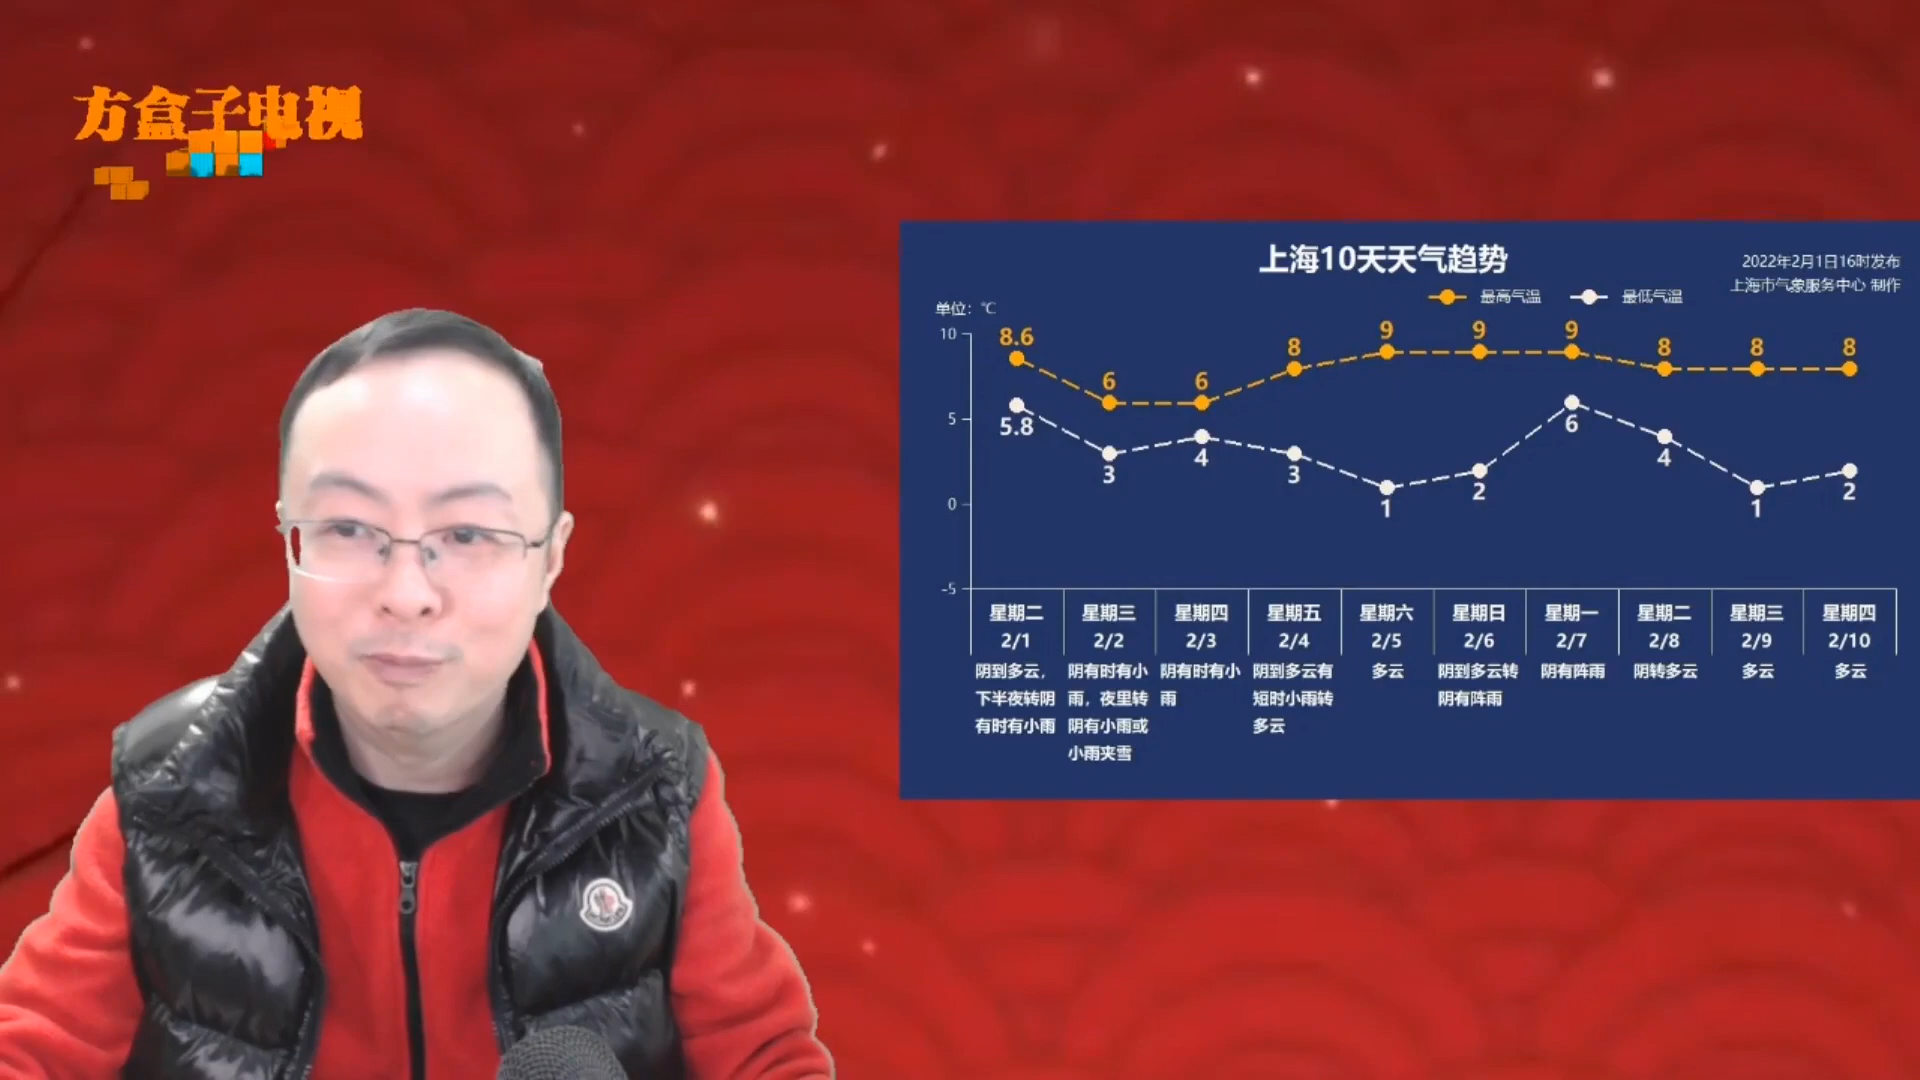 方盒子电视
上海10天天气趋势
2022年2月1日16时发布
上海市气象服务中心 制作
单位：℃
最高气温 最低气温
10
5
0
-5
8.6 6 6 8 9 9 9 8 8 8
5.8 3 4 3 1 2 6 4 1 2
星期二 星期三 星期四 星期五 星期六 星期日 星期一 星期二 星期三 星期四
2/1 2/2 2/3 2/4 2/5 2/6 2/7 2/8 2/9 2/10
阴到多云，
下半夜转阴
有时有小雨
阴有时有小
雨，夜里转
阴有小雨或
小雨夹雪
阴有时有小
雨
阴到多云有
短时小雨转
多云
多云
阴到多云转
阴有阵雨
阴有阵雨
阴转多云
多云
多云